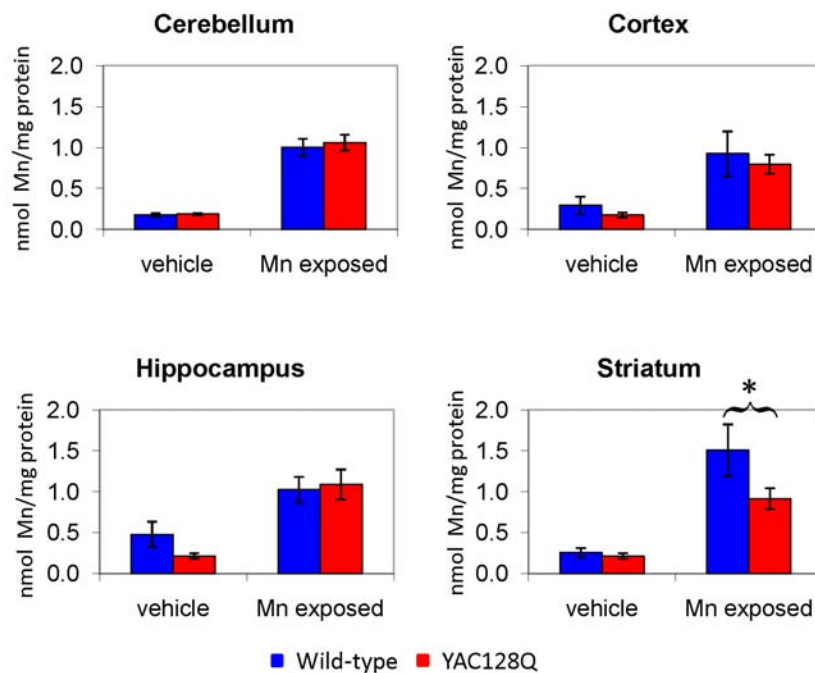 Cerebellum
nmol Mn/mg protein
2.0
1.5
1.0
0.5
0.0
vehicle Mn exposed
Cortex
nmol Mn/mg protein
2.0
1.5
1.0
0.5
0.0
vehicle Mn exposed
Hippocampus
nmol Mn/mg protein
2.0
1.5
1.0
0.5
0.0
vehicle Mn exposed
Striatum
*
nmol Mn/mg protein
2.0
1.5
1.0
0.5
0.0
vehicle Mn exposed
Wild-type YAC128Q